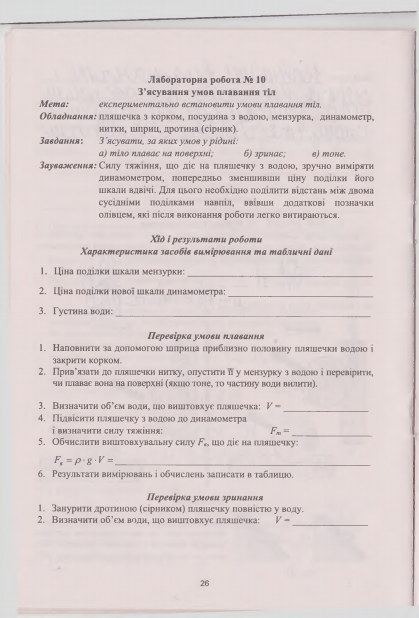 Лабораторна робота № 10
З'ясування умов плавання тіл
Мета: експериментально встановити умови плавання тіл.
Обладнання: пляшечка з корком, посудина з водою, мензурка, динамометр,
нитки, шприц, дротина (сірник).
Завдання: З'ясувати, за яких умов у рідині:
а) тіло плаває на поверхні; б) зринає; в) тоне.
Зауваження: Силу тяжіння, що діє на пляшечку з водою, зручно виміряти
динамометром, попередньо зменшивши ціну поділки його
шкали вдвічі. Для цього необхідно поділити відстань між двома
сусідніми поділками навпіл, ввівши додаткові позначки
олівцем, які після виконання роботи легко витираються.
Хід і результати роботи
Характеристика засобів вимірювання та табличні дані
1. Ціна поділки шкали мензурки:
2. Ціна поділки нової шкали динамометра:
3. Густина води:
Перевірка умови плавання
1. Наповнити за допомогою шприца приблизно половину пляшечки водою і
закрити корком.
2. Прив'язати до пляшечки нитку, опустити її у мензурку з водою і перевірити,
чи плаває вона на поверхні (якщо тоне, то частину води вилити).
3. Визначити об'єм води, що виштовхує пляшечка: V =
4. Підвісити пляшечку з водою до динамометра
і визначити силу тяжіння: Fт =
5. Обчислити виштовхувальну силу Fв, що діє на пляшечку:
Fв = ρ · g · V =
6. Результати вимірювань і обчислень записати в таблицю.
Перевірка умови зринання
1. Занурити дротиною (сірником) пляшечку повністю у воду.
2. Визначити об'єм води, що виштовхує пляшечка: V =
26